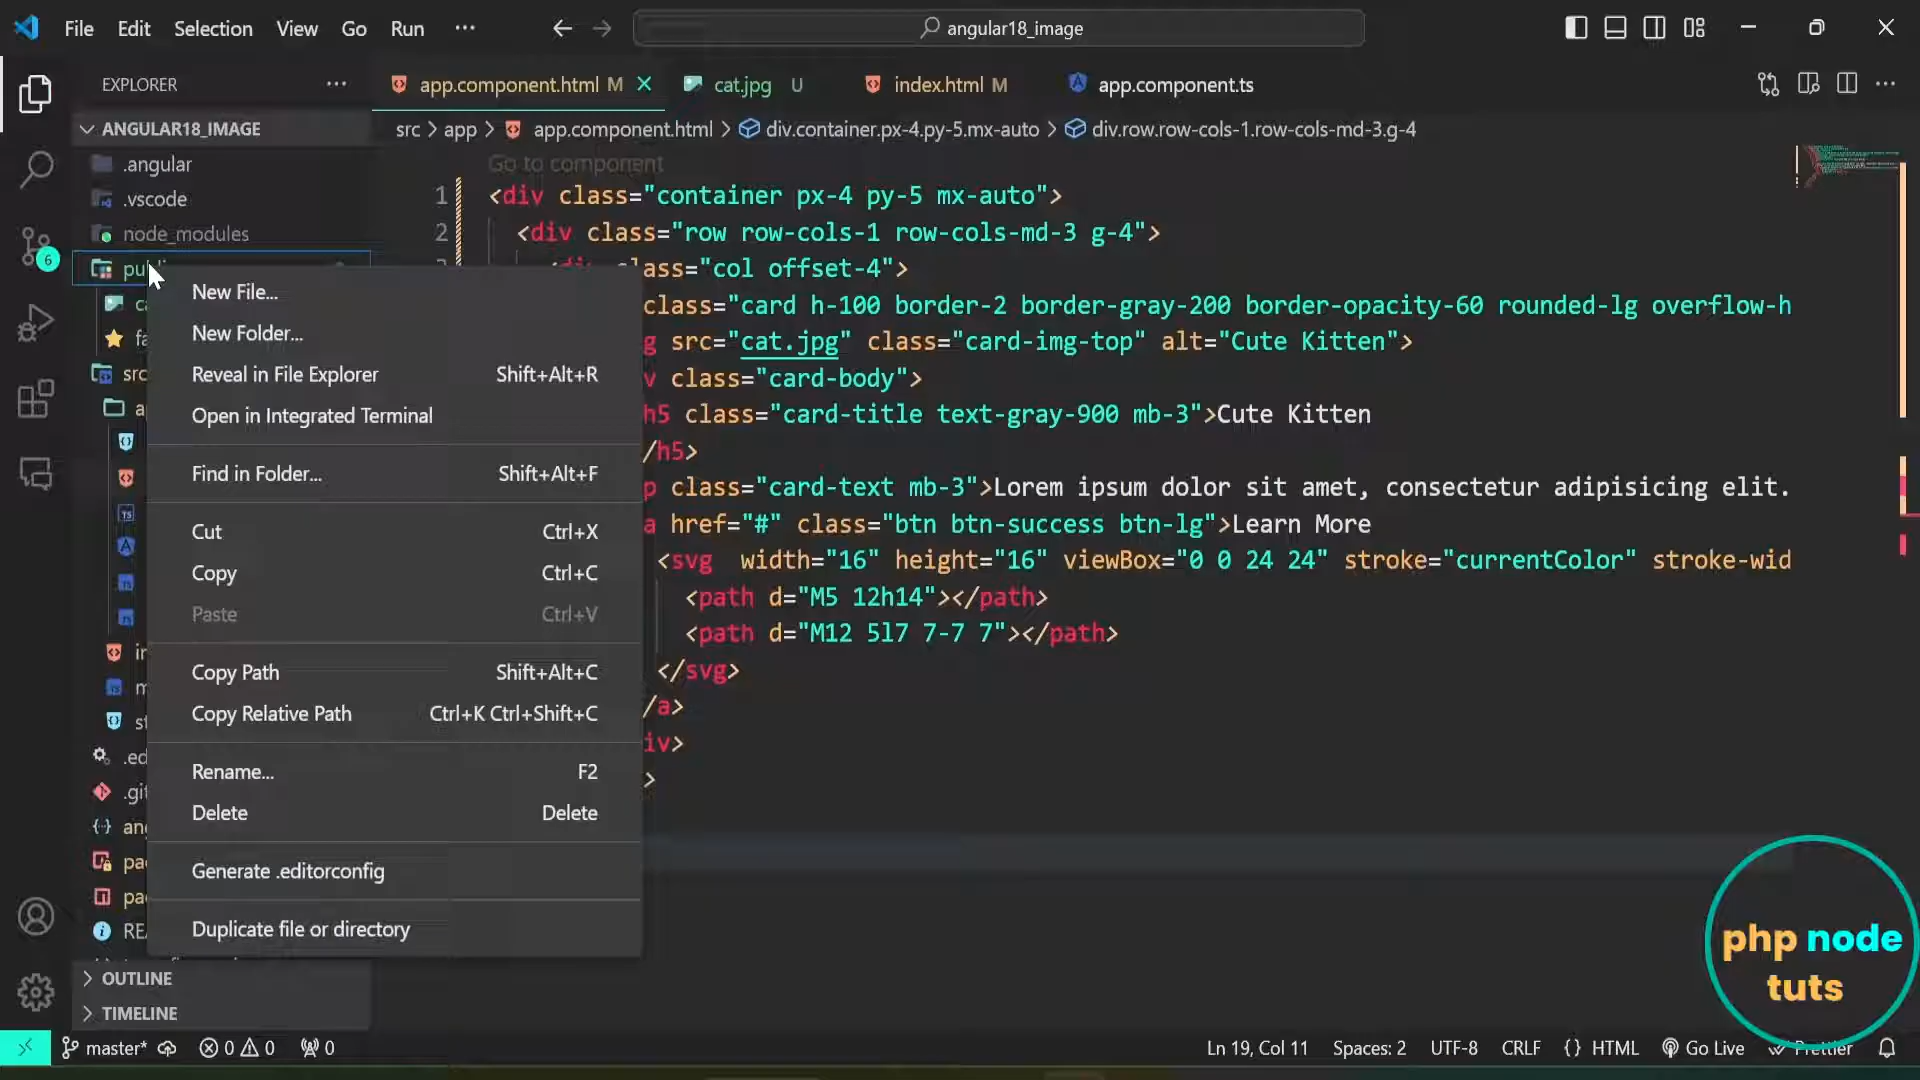 File Edit Selection View Go Run ···
angular18_image
EXPLORER ···
app.component.html M
cat.jpg U
index.html M
app.component.ts
ANGULAR18_IMAGE
src > app > app.component.html > div.container.px-4.py-5.mx-auto > div.row.row-cols-1.row-cols-md-3.g-4
.angular
.vscode
node_modules
src
Go to component
1 <div class="container px-4 py-5 mx-auto">
2 <div class="row row-cols-1 row-cols-md-3 g-4">
class="col offset-4">
class="card h-100 border-2 border-gray-200 border-opacity-60 rounded-lg overflow-h
src="cat.jpg" class="card-img-top" alt="Cute Kitten">
class="card-body">
h5 class="card-title text-gray-900 mb-3">Cute Kitten
/h5>
p class="card-text mb-3">Lorem ipsum dolor sit amet, consectetur adipisicing elit.
a href="#" class="btn btn-success btn-lg">Learn More
<svg width="16" height="16" viewBox="0 0 24 24" stroke="currentColor" stroke-wid
<path d="M5 12h14"></path>
<path d="M12 5l7 7-7 7"></path>
</svg>
/a>
iv>
>
New File...
New Folder...
Reveal in File Explorer Shift+Alt+R
Open in Integrated Terminal
Find in Folder... Shift+Alt+F
Cut Ctrl+X
Copy Ctrl+C
Paste Ctrl+V
Copy Path Shift+Alt+C
Copy Relative Path Ctrl+K Ctrl+Shift+C
Rename... F2
Delete Delete
Generate .editorconfig
Duplicate file or directory
OUTLINE
TIMELINE
php node
tuts
6
master* 0 0 0
Ln 19, Col 11 Spaces: 2 UTF-8 CRLF {} HTML Go Live Prettier